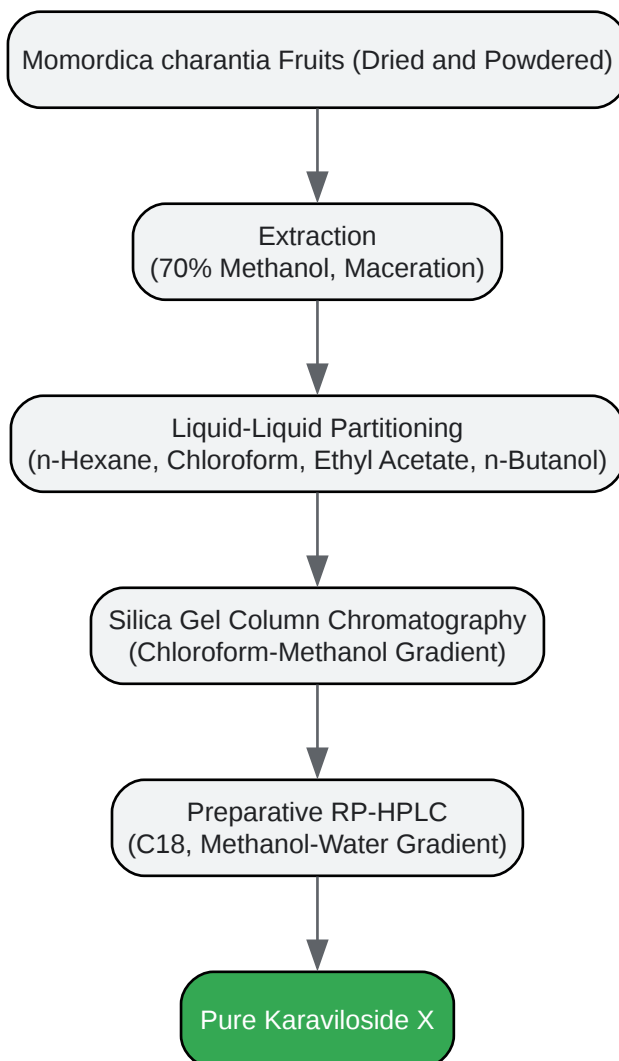 Momordica charantia Fruits (Dried and Powdered)
Extraction
(70% Methanol, Maceration)
Liquid-Liquid Partitioning
(n-Hexane, Chloroform, Ethyl Acetate, n-Butanol)
Silica Gel Column Chromatography
(Chloroform-Methanol Gradient)
Preparative RP-HPLC
(C18, Methanol-Water Gradient)
Pure Karaviloside X